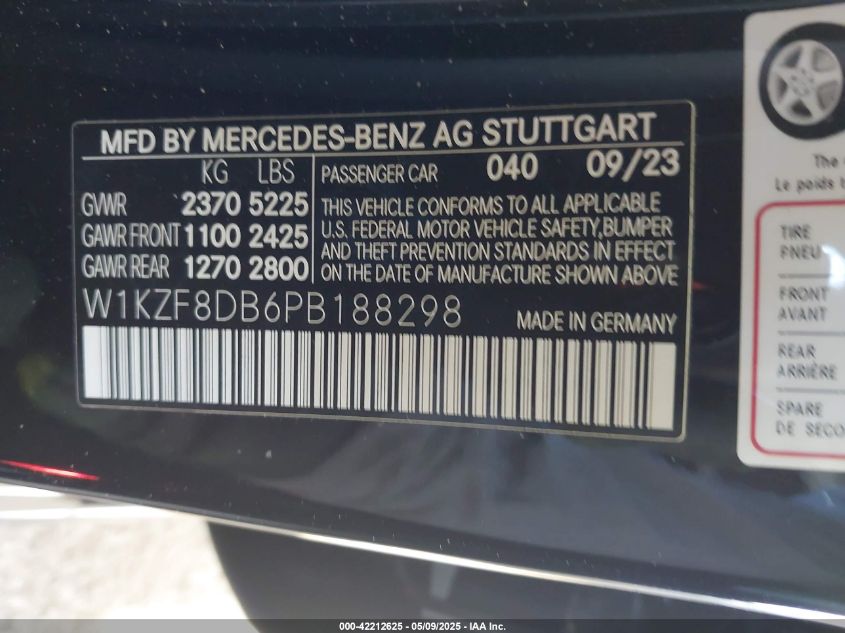 MFD BY MERCEDES-BENZ AG STUTTGART
KG LBS PASSENGER CAR 040 09/23
GVWR 2370 5225
GAWR FRONT 1100 2425
GAWR REAR 1270 2800
THIS VEHICLE CONFORMS TO ALL APPLICABLE
U.S. FEDERAL MOTOR VEHICLE SAFETY,BUMPER
AND THEFT PREVENTION STANDARDS IN EFFECT
ON THE DATE OF MANUFACTURE SHOWN ABOVE
W1KZF8DB6PB188298 MADE IN GERMANY
The
Le poids
TIRE
PNEU
FRONT
AVANT
REAR
ARRIÈRE
SPARE
DE
000-42212625 - 05/09/2025 - IAA Inc.